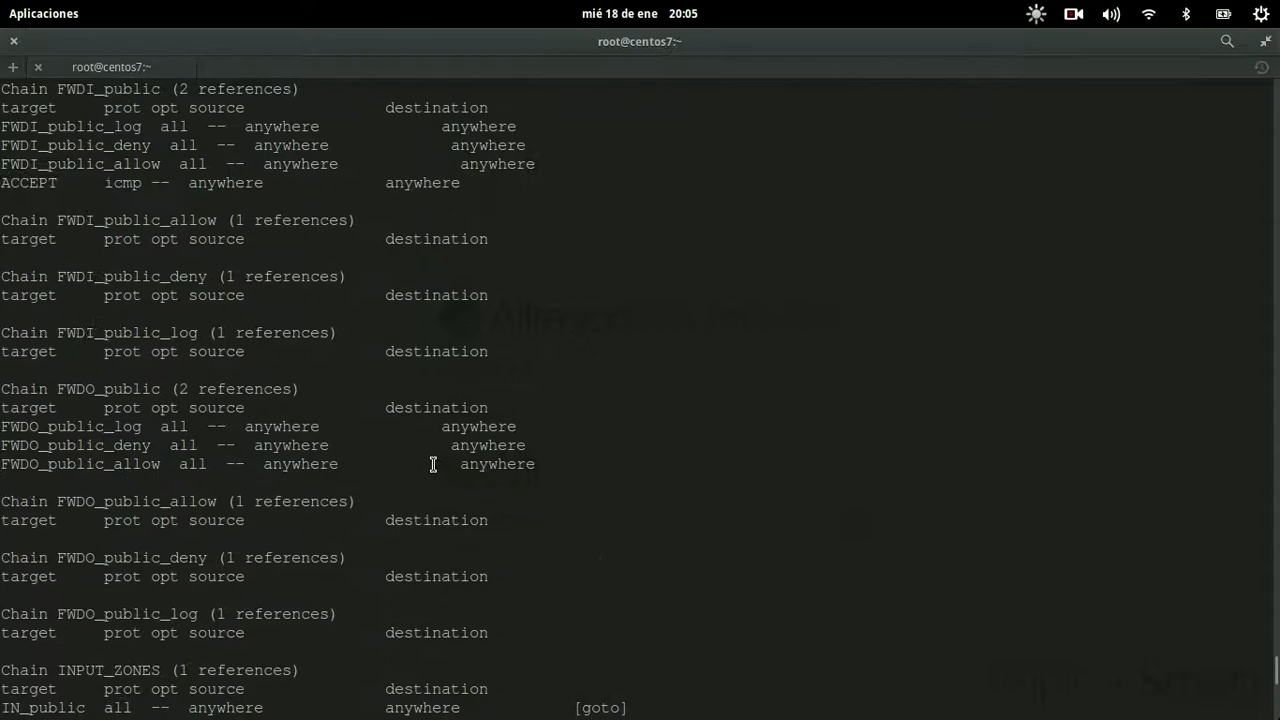 Aplicaciones mié 18 de ene 20:05
root@centos7:~
root@centos7:~
Chain FWDI_public (2 references)
target prot opt source destination
FWDI_public_log all -- anywhere anywhere
FWDI_public_deny all -- anywhere anywhere
FWDI_public_allow all -- anywhere anywhere
ACCEPT icmp -- anywhere anywhere
Chain FWDI_public_allow (1 references)
target prot opt source destination
Chain FWDI_public_deny (1 references)
target prot opt source destination
Chain FWDI_public_log (1 references)
target prot opt source destination
Chain FWDO_public (2 references)
target prot opt source destination
FWDO_public_log all -- anywhere anywhere
FWDO_public_deny all -- anywhere anywhere
FWDO_public_allow all -- anywhere anywhere
Chain FWDO_public_allow (1 references)
target prot opt source destination
Chain FWDO_public_deny (1 references)
target prot opt source destination
Chain FWDO_public_log (1 references)
target prot opt source destination
Chain INPUT_ZONES (1 references)
target prot opt source destination
IN_public all -- anywhere anywhere [goto]